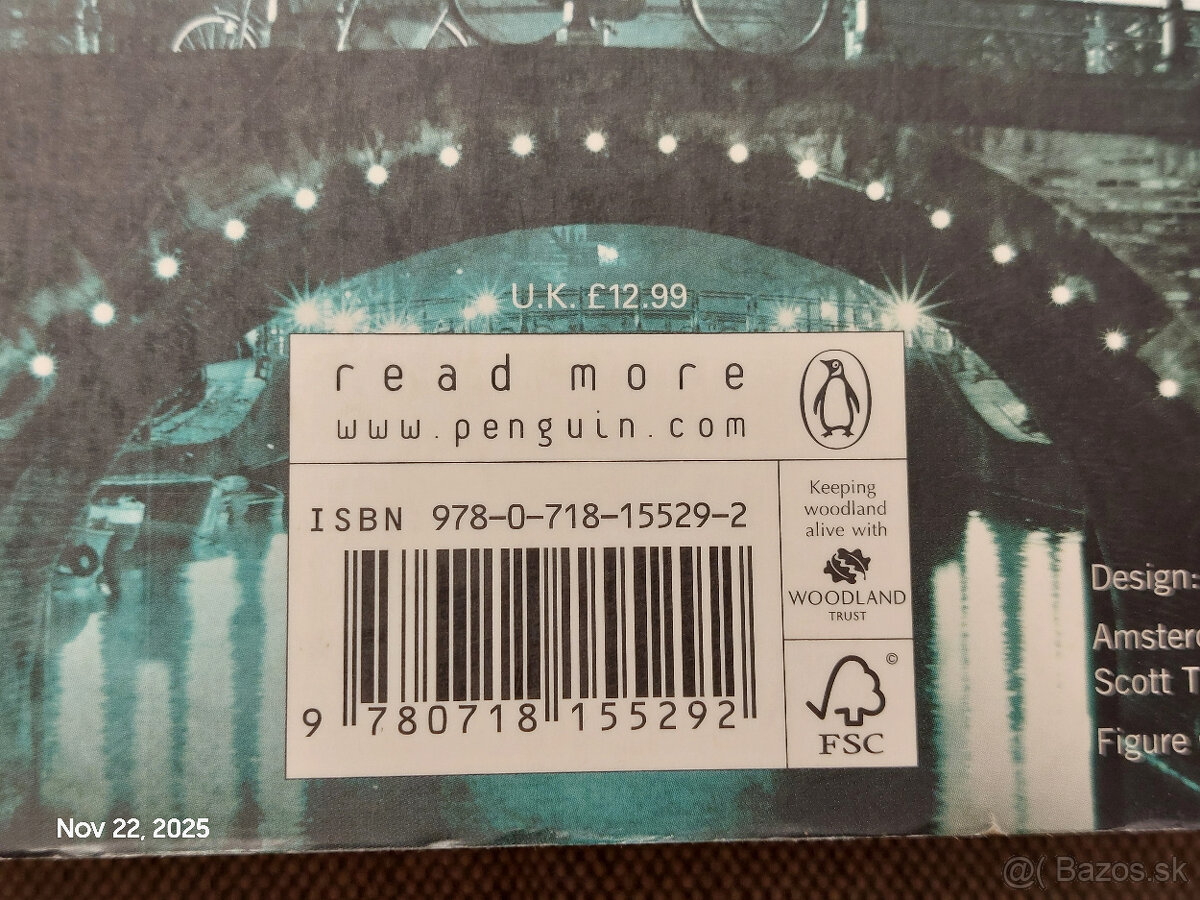 U.K. £12.99
read more
www.penguin.com
ISBN 978-0-718-15529-2
9 780718 155292
Keeping
woodland
alive with
WOODLAND
TRUST
©
FSC
Design:
Scott T
Figure
Nov 22, 2025
@( Bazos.sk